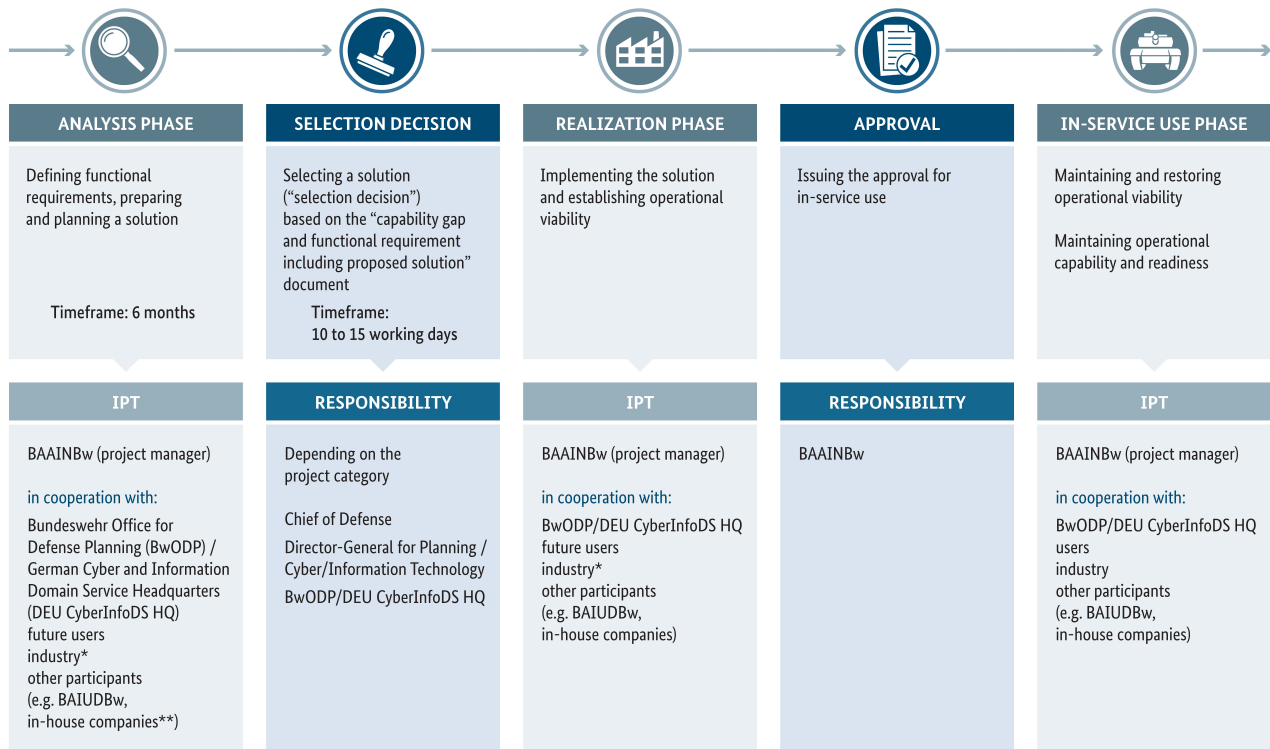 ANALYSIS PHASE
Defining functional
requirements, preparing
and planning a solution
Timeframe: 6 months
IPT
BAAINBw (project manager)
in cooperation with:
Bundeswehr Office for
Defense Planning (BwODP) /
German Cyber and Information
Domain Service Headquarters
(DEU CyberInfoDS HQ)
future users
industry*
other participants
(e.g. BAIUDBw,
in-house companies**)
SELECTION DECISION
Selecting a solution
(“selection decision”)
based on the “capability gap
and functional requirement
including proposed solution”
document
Timeframe:
10 to 15 working days
RESPONSIBILITY
Depending on the
project category
Chief of Defense
Director-General for Planning /
Cyber/Information Technology
BwODP/DEU CyberInfoDS HQ
REALIZATION PHASE
Implementing the solution
and establishing operational
viability
IPT
BAAINBw (project manager)
in cooperation with:
BwODP/DEU CyberInfoDS HQ
future users
industry*
other participants
(e.g. BAIUDBw,
in-house companies)
APPROVAL
Issuing the approval for
in-service use
RESPONSIBILITY
BAAINBw
IN-SERVICE USE PHASE
Maintaining and restoring
operational viability
Maintaining operational
capability and readiness
IPT
BAAINBw (project manager)
in cooperation with:
BwODP/DEU CyberInfoDS HQ
users
industry
other participants
(e.g. BAIUDBw,
in-house companies)